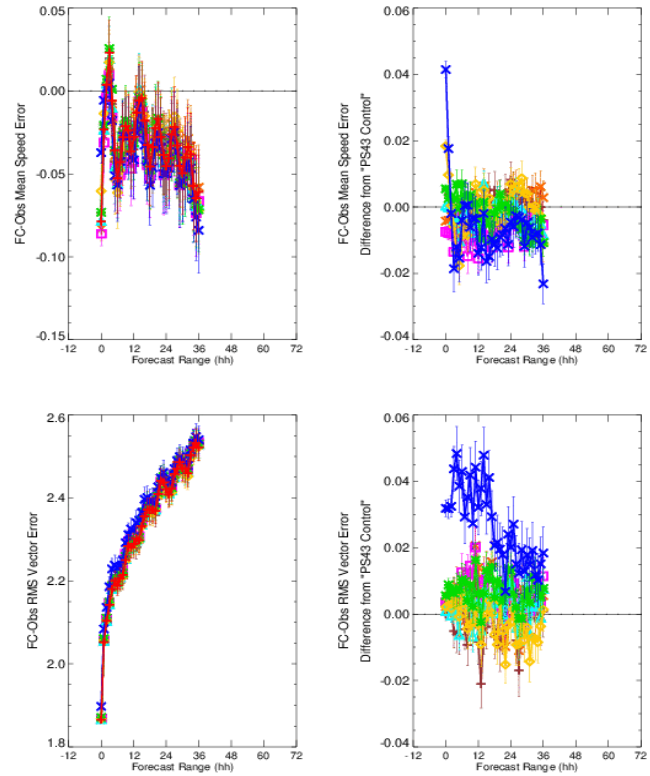 FC-Obs Mean Speed Error
0.05
0.00
-0.05
-0.10
-0.15
-12 0 12 24 36 48 60 72
Forecast Range (hh)
FC-Obs Mean Speed Error
Difference from "PS43 Control"
0.06
0.04
0.02
0.00
-0.02
-0.04
-12 0 12 24 36 48 60 72
Forecast Range (hh)
FC-Obs RMS Vector Error
2.6
2.4
2.2
2.0
1.8
-12 0 12 24 36 48 60 72
Forecast Range (hh)
FC-Obs RMS Vector Error
Difference from "PS43 Control"
0.06
0.04
0.02
0.00
-0.02
-0.04
-12 0 12 24 36 48 60 72
Forecast Range (hh)